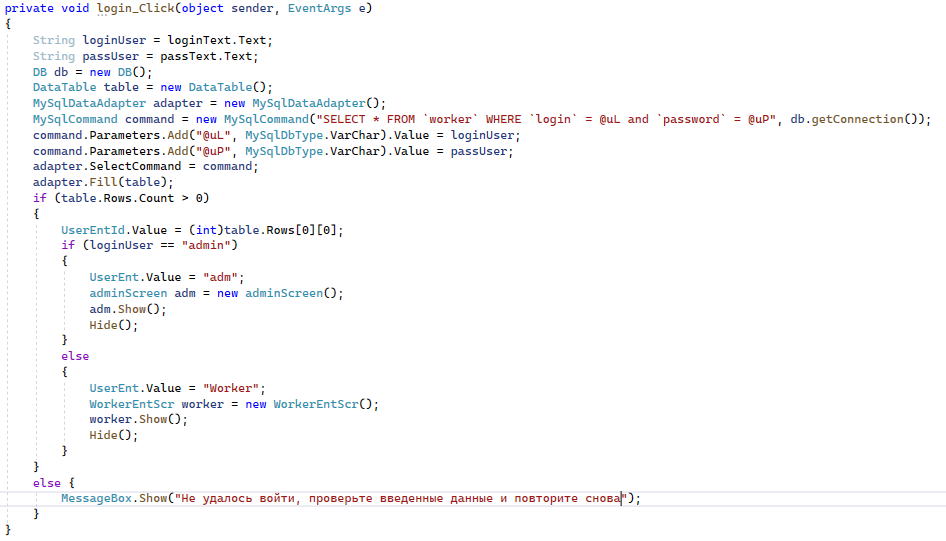 private void login_Click(object sender, EventArgs e)
{
    String loginUser = loginText.Text;
    String passUser = passText.Text;
    DB db = new DB();
    DataTable table = new DataTable();
    MySqlDataAdapter adapter = new MySqlDataAdapter();
    MySqlCommand command = new MySqlCommand("SELECT * FROM `worker` WHERE `login` = @uL and `password` = @uP", db.getConnection());
    command.Parameters.Add("@uL", MySqlDbType.VarChar).Value = loginUser;
    command.Parameters.Add("@uP", MySqlDbType.VarChar).Value = passUser;
    adapter.SelectCommand = command;
    adapter.Fill(table);
    if (table.Rows.Count > 0)
    {
        UserEntId.Value = (int)table.Rows[0][0];
        if (loginUser == "admin")
        {
            UserEnt.Value = "adm";
            adminScreen adm = new adminScreen();
            adm.Show();
            Hide();
        }
        else
        {
            UserEnt.Value = "Worker";
            WorkerEntScr worker = new WorkerEntScr();
            worker.Show();
            Hide();
        }
    }
    else {
        MessageBox.Show("Не удалось войти, проверьте введенные данные и повторите снова");
    }
}